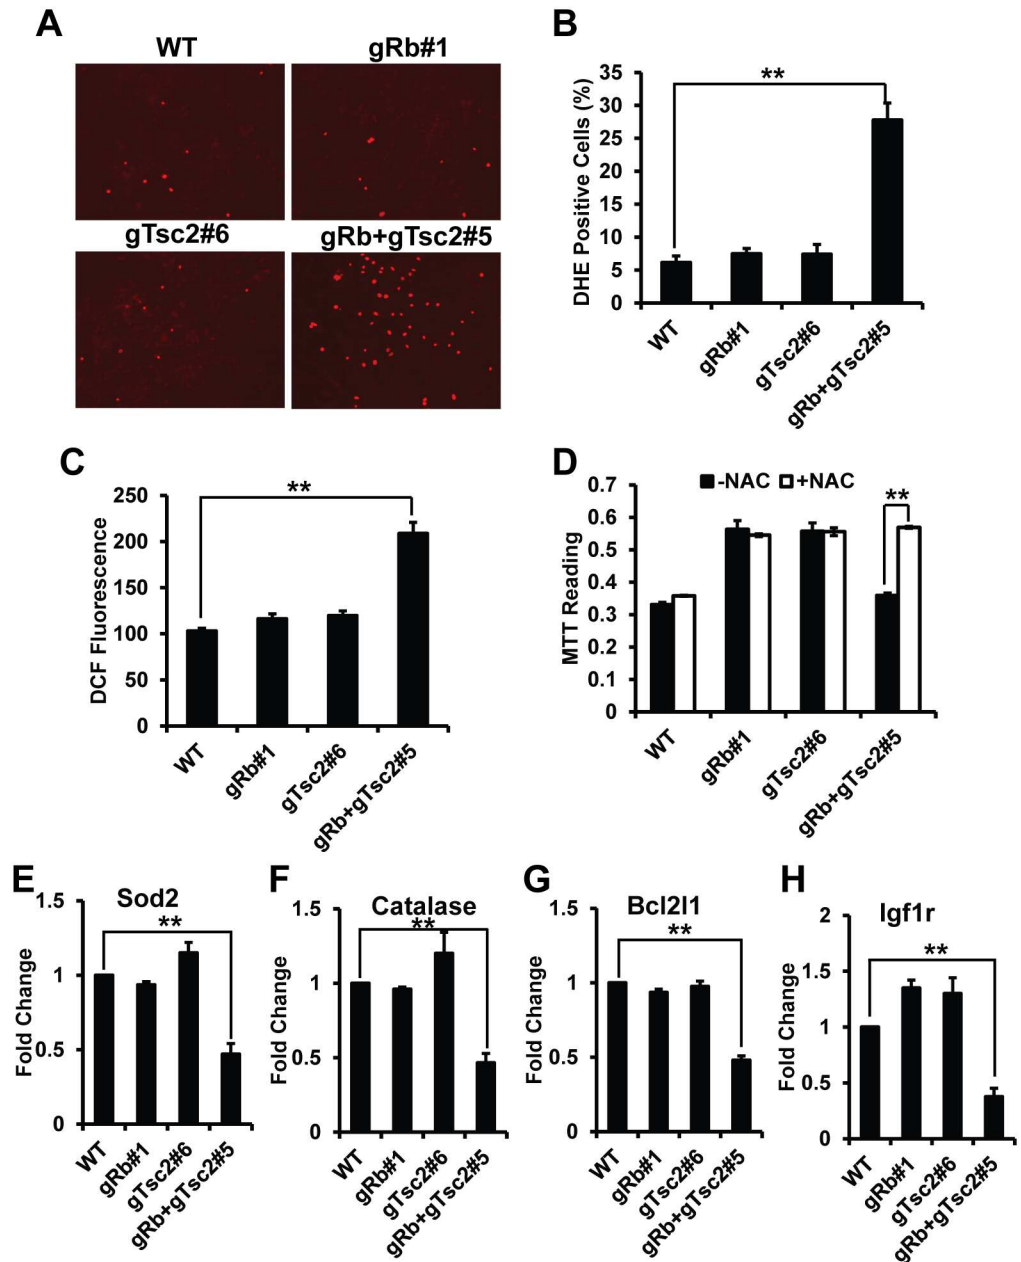 A
WT
gRb#1
gTsc2#6
gRb+gTsc2#5
B
DHE Positive Cells (%)
35
30
25
20
15
10
5
0
**
WT
gRb#1
gTsc2#6
gRb+gTsc2#5
C
DCF Fluorescence
250
200
150
100
50
0
**
WT
gRb#1
gTsc2#6
gRb+gTsc2#5
D
MTT Reading
0.7
0.6
0.5
0.4
0.3
0.2
0.1
0
-NAC +NAC
**
WT
gRb#1
gTsc2#6
gRb+gTsc2#5
E
Sod2
Fold Change
1.5
1
0.5
0
**
WT
gRb#1
gTsc2#6
gRb+gTsc2#5
F
Catalase
Fold Change
1.5
1
0.5
0
**
WT
gRb#1
gTsc2#6
gRb+gTsc2#5
G
Bcl2l1
Fold Change
1.5
1
0.5
0
**
WT
gRb#1
gTsc2#6
gRb+gTsc2#5
H
Igf1r
Fold Change
2
1.5
1
0.5
0
**
WT
gRb#1
gTsc2#6
gRb+gTsc2#5